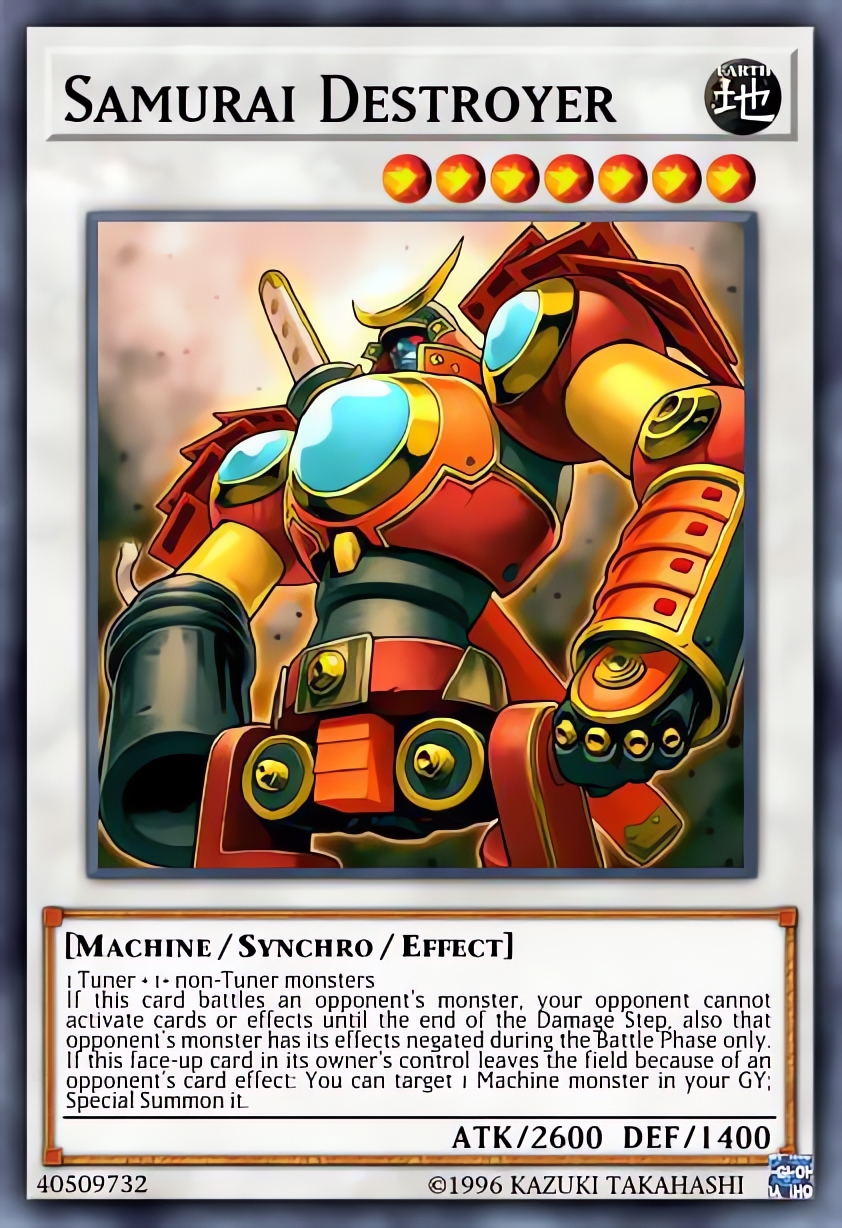 Samurai Destroyer
EARTH
地
[Machine / Synchro / Effect]
1 Tuner + 1+ non-Tuner monsters
If this card battles an opponent's monster, your opponent cannot
activate cards or effects until the end of the Damage Step, also that
opponent's monster has its effects negated during the Battle Phase only.
If this face-up card in its owner's control leaves the field because of an
opponent's card effect: You can target 1 Machine monster in your GY;
Special Summon it.
ATK/2600 DEF/1400
40509732
©1996 KAZUKI TAKAHASHI